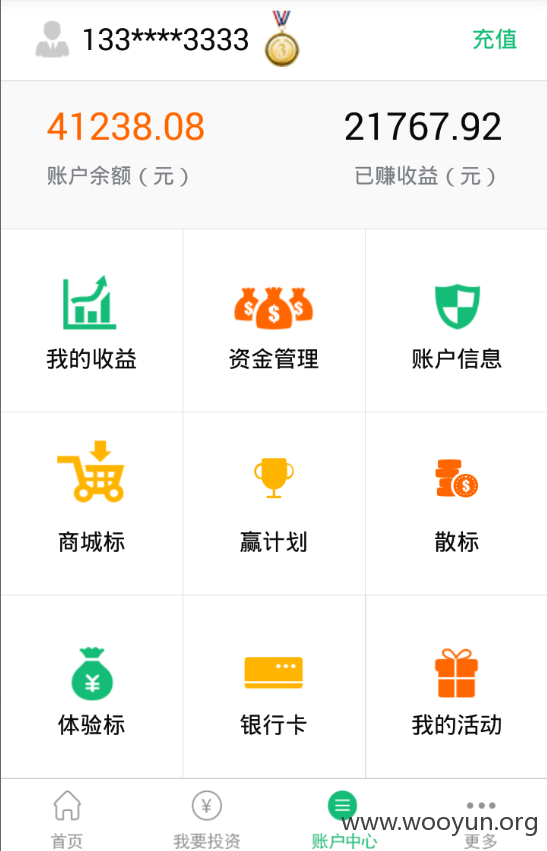 133****3333
3
充值
41238.08
21767.92
账户余额（元）
已赚收益（元）
我的收益
资金管理
账户信息
商城标
赢计划
散标
体验标
银行卡
我的活动
首页
我要投资
账户中心
更多
www.wooyun.org